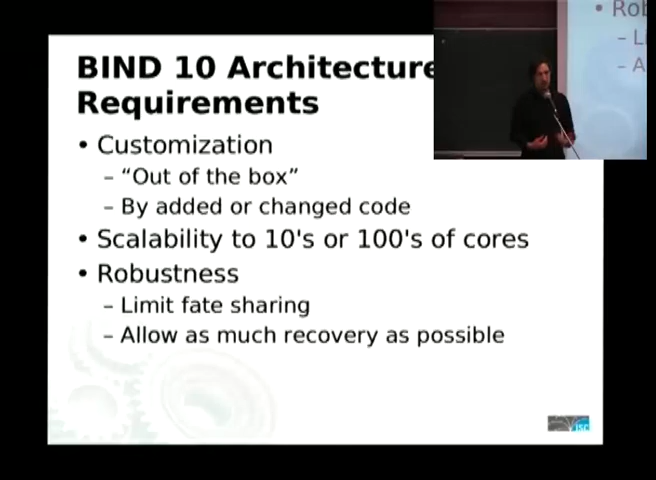 BIND 10 Architecture
Requirements
• Customization
– “Out of the box”
– By added or changed code
• Scalability to 10's or 100's of cores
• Robustness
– Limit fate sharing
– Allow as much recovery as possible
isc